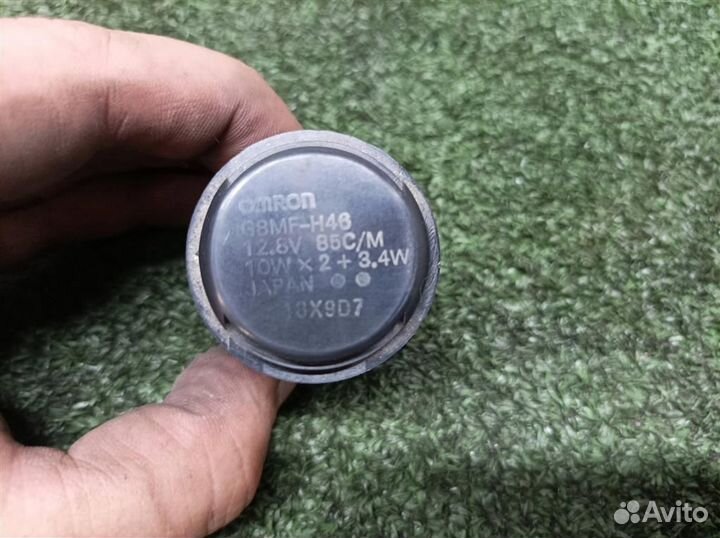 omron
G8MF-H46
12.8V 85C/M
10W × 2 + 3.4W
JAPAN
18X9D7
Avito